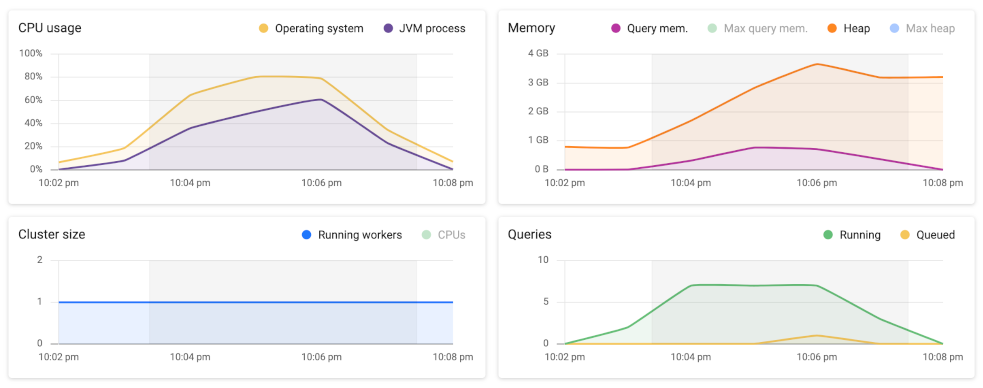 CPU usage
Operating system
JVM process
100%
80%
60%
40%
20%
0%
10:02 pm
10:04 pm
10:06 pm
10:08 pm
Memory
Query mem.
Max query mem.
Heap
Max heap
4 GB
3 GB
2 GB
1 GB
0 B
10:02 pm
10:04 pm
10:06 pm
10:08 pm
Cluster size
Running workers
CPUs
2
1
0
10:02 pm
10:04 pm
10:06 pm
10:08 pm
Queries
Running
Queued
10
5
0
10:02 pm
10:04 pm
10:06 pm
10:08 pm